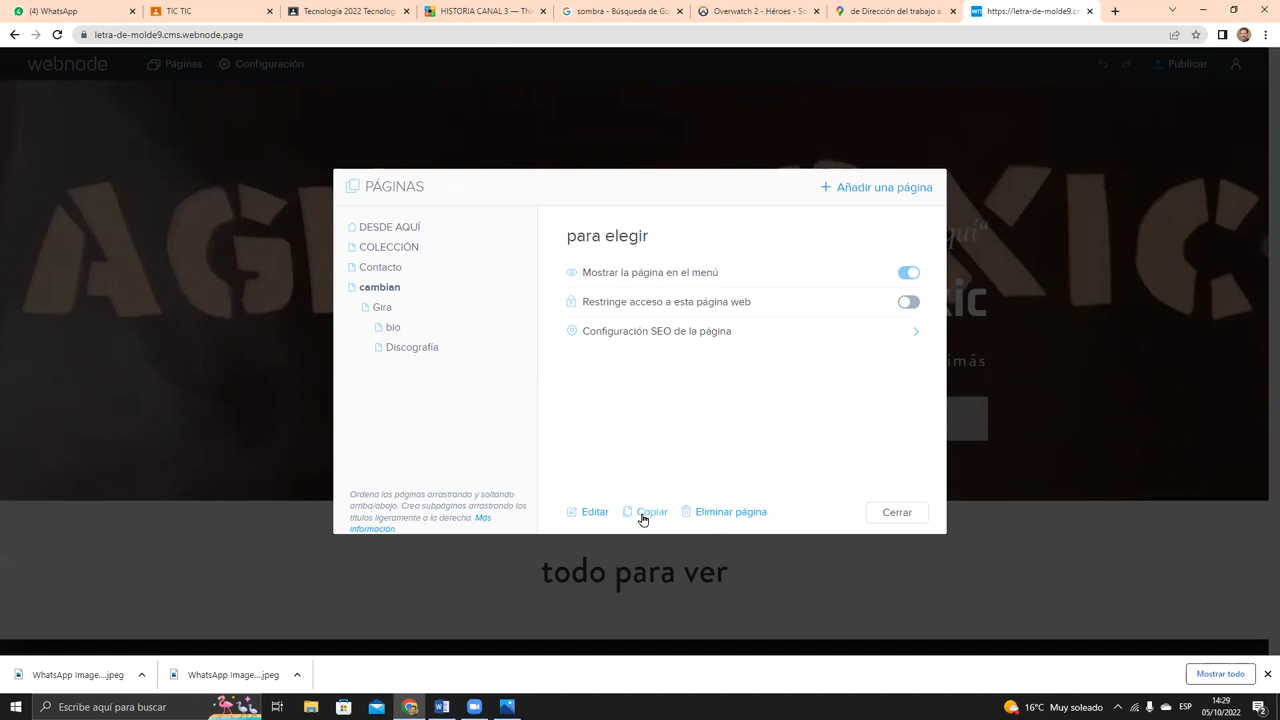 (4) WhatsApp
TIC TIC
Tecnología 2022 Tecnolog
HISTORIA CANAL 3 — Thi
sombra - Búsqueda de Go
Overwatch 2 - Héroes - So
de Dirección del trabajo a
https://letra-de-molde9.cms
letra-de-molde9.cms.webnode.page
webnode
Páginas
Configuración
Publicar
PÁGINAS
+ Añadir una página
DESDE AQUÍ
COLECCIÓN
Contacto
cambian
Gira
bio
Discografía
Ordena las páginas arrastrando y soltando
arriba/abajo. Crea subpáginas arrastrando los
títulos ligeramente a la derecha. Más
información.
para elegir
Mostrar la página en el menú
Restringe acceso a esta página web
Configuración SEO de la página
Editar
Copiar
Eliminar página
Cerrar
todo para ver
WhatsApp Image....jpeg
WhatsApp Image....jpeg
Mostrar todo
Escribe aquí para buscar
16°C Muy soleado
ESP
14:29
05/10/2022
2